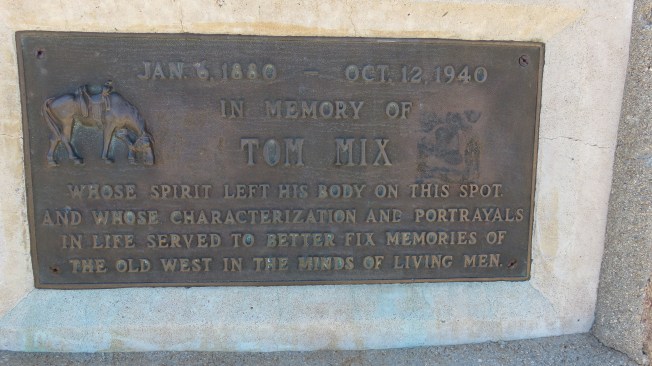 JAN. 6, 1880 – OCT. 12, 1940
IN MEMORY OF
TOM MIX
WHOSE SPIRIT LEFT HIS BODY ON THIS SPOT
AND WHOSE CHARACTERIZATION AND PORTRAYALS
IN LIFE SERVED TO BETTER FIX MEMORIES OF
THE OLD WEST IN THE MINDS OF LIVING MEN.